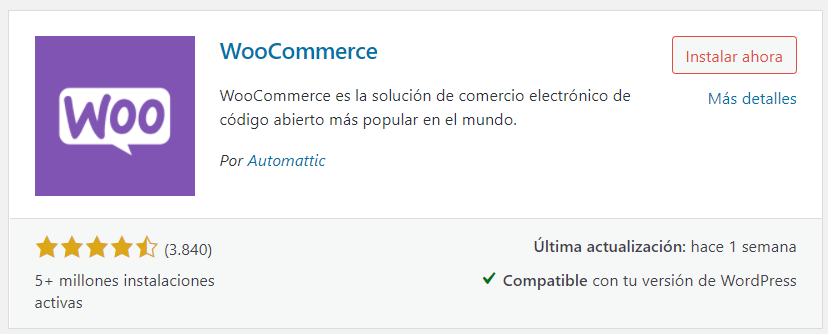 WOO
WooCommerce
Instalar ahora
WooCommerce es la solución de comercio electrónico de
código abierto más popular en el mundo.
Más detalles
Por Automattic
(3.840)
5+ millones instalaciones
activas
Última actualización: hace 1 semana
Compatible con tu versión de WordPress